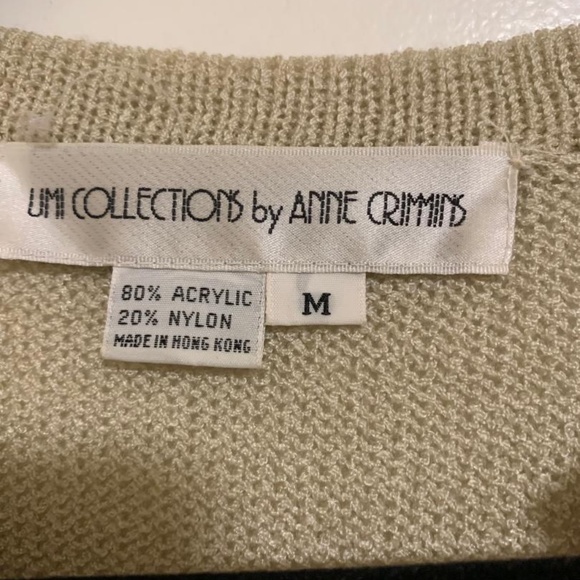 UMI COLLECTIONS by ANNE CRIMMINS
80% ACRYLIC
20% NYLON
MADE IN HONG KONG
M